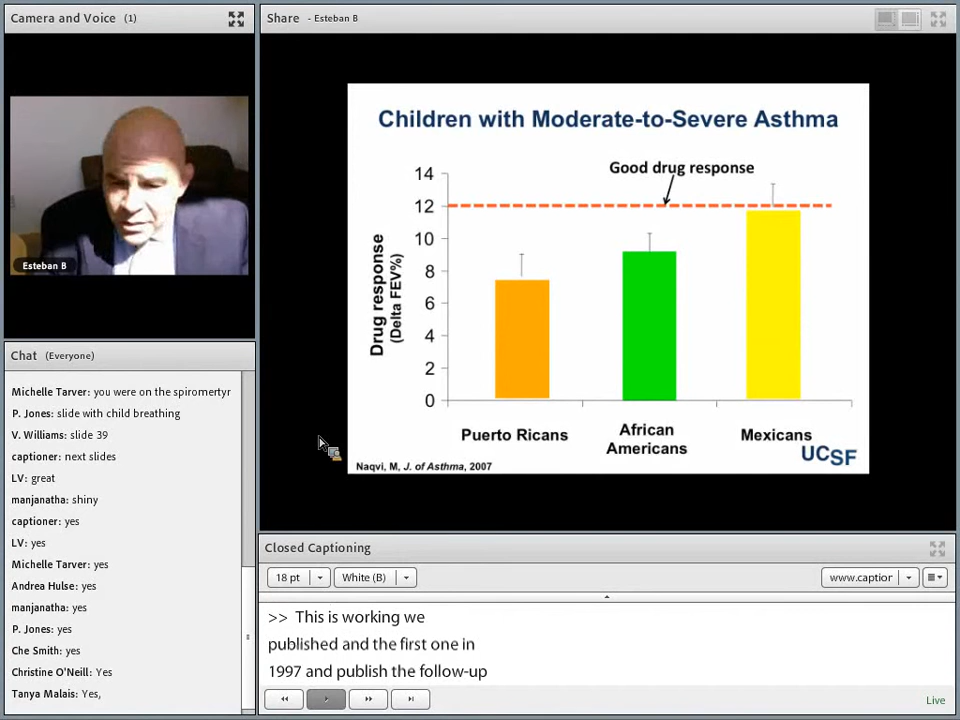 Camera and Voice (1)
Esteban B
Chat (Everyone)
Michelle Tarver: you were on the spiromertyr
P. Jones: slide with child breathing
V. Williams: slide 39
captioner: next slides
LV: great
manjanatha: shiny
captioner: yes
LV: yes
Michelle Tarver: yes
Andrea Hulse: yes
manjanatha: yes
P. Jones: yes
Che Smith: yes
Christine O'Neill: Yes
Tanya Malais: Yes,
Share - Esteban B
Children with Moderate-to-Severe Asthma
Good drug response
Drug response
(Delta FEV%)
14
12
10
8
6
4
2
0
Puerto Ricans
African
Americans
Mexicans
UCSF
Naqvi, M, J. of Asthma, 2007
Closed Captioning
18 pt
White (B)
www.caption
>> This is working we
published and the first one in
1997 and publish the follow-up
Live